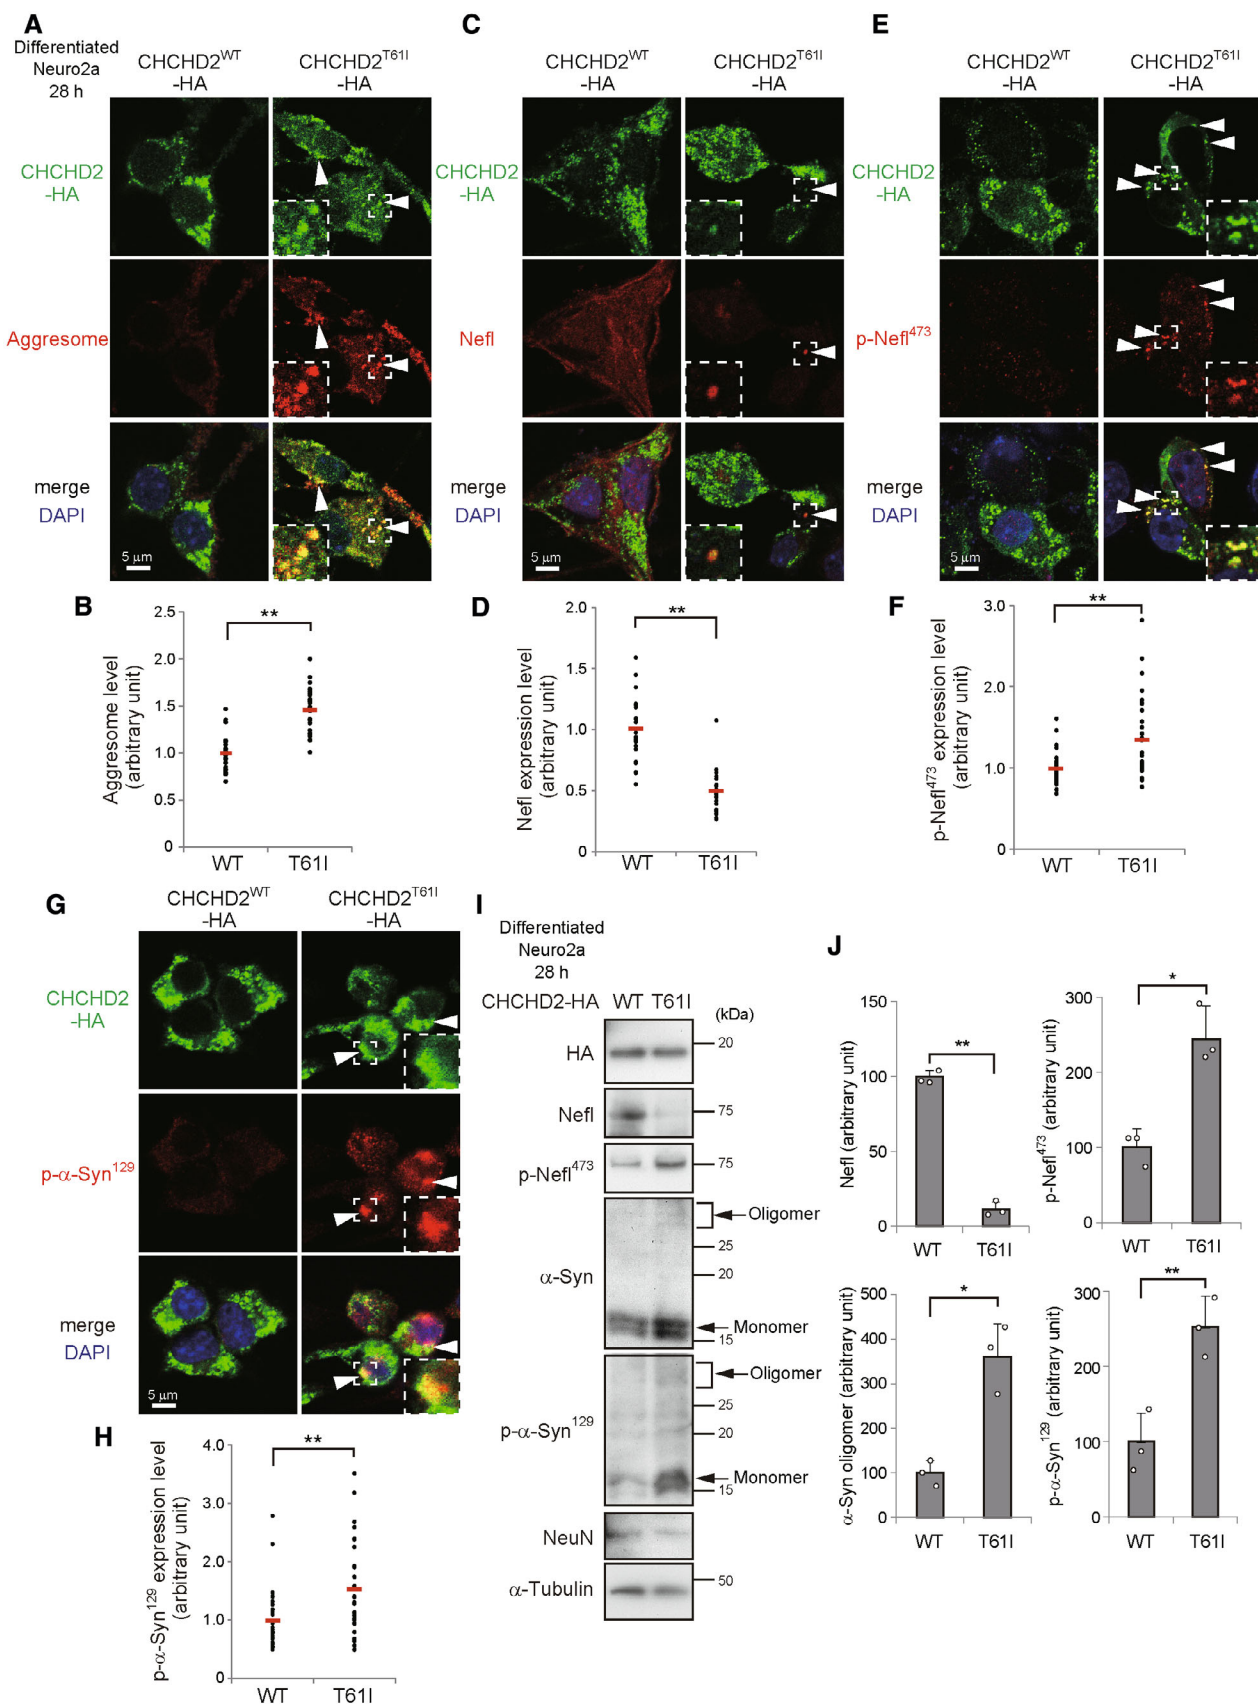 A
Differentiated
Neuro2a
28 h
CHCHD2WT
-HA
CHCHD2T61I
-HA
CHCHD2
-HA
Aggresome
merge
DAPI
5 μm
B
Aggresome level
(arbitrary unit)
2.5
2.0
1.5
1.0
0.5
0
**
WT
T61I
C
CHCHD2WT
-HA
CHCHD2T61I
-HA
CHCHD2
-HA
Nefl
merge
DAPI
5 μm
D
Nefl expression level
(arbitrary unit)
2.0
1.5
1.0
0.5
0
**
WT
T61I
E
CHCHD2WT
-HA
CHCHD2T61I
-HA
CHCHD2
-HA
p-Nefl473
merge
DAPI
5 μm
F
p-Nefl473 expression level
(arbitrary unit)
3.0
2.0
1.0
0
**
WT
T61I
G
CHCHD2WT
-HA
CHCHD2T61I
-HA
CHCHD2
-HA
p-α-Syn129
merge
DAPI
5 μm
H
p-α-Syn129 expression level
(arbitrary unit)
4.0
3.0
2.0
1.0
0
**
WT
T61I
I
Differentiated
Neuro2a
28 h
CHCHD2-HA WT T61I
(kDa)
HA
20
Nefl
75
p-Nefl473
75
Oligomer
25
α-Syn
20
Monomer
15
Oligomer
25
p-α-Syn129
20
Monomer
15
NeuN
α-Tubulin
50
J
Nefl (arbitrary unit)
150
100
50
0
**
WT
T61I
p-Nefl473 (arbitrary unit)
300
200
100
0
*
WT
T61I
α-Syn oligomer (arbitrary unit)
500
400
300
200
100
0
*
WT
T61I
p-α-Syn129 (arbitrary unit)
300
200
100
0
**
WT
T61I